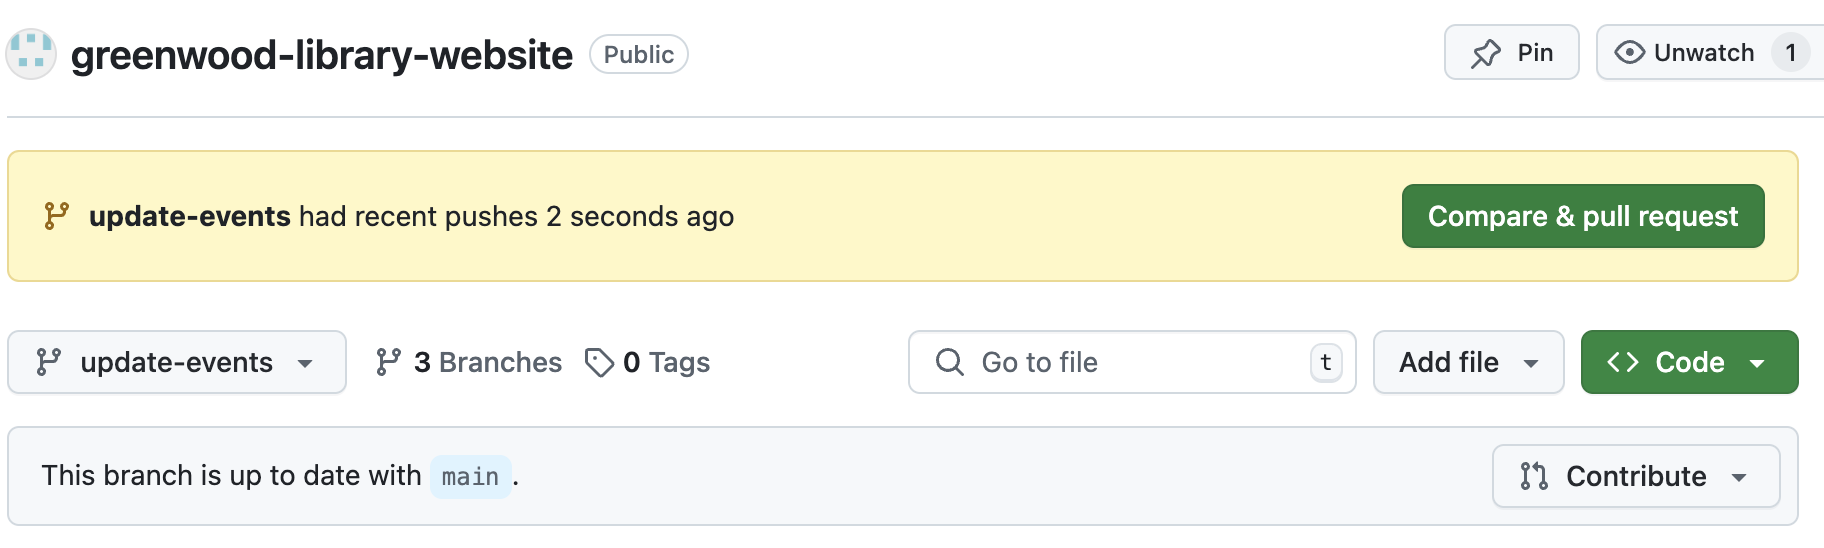 greenwood-library-website Public Pin Unwatch 1
update-events had recent pushes 2 seconds ago Compare & pull request
update-events 3 Branches 0 Tags Go to file t Add file <> Code
This branch is up to date with main. Contribute